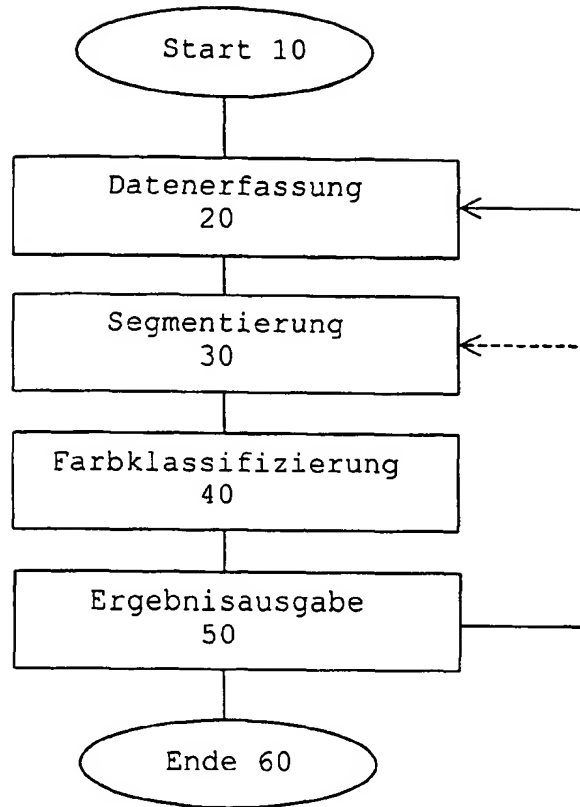 Start 10
Datenerfassung
20
Segmentierung
30
Farbklassifizierung
40
Ergebnisausgabe
50
Ende 60